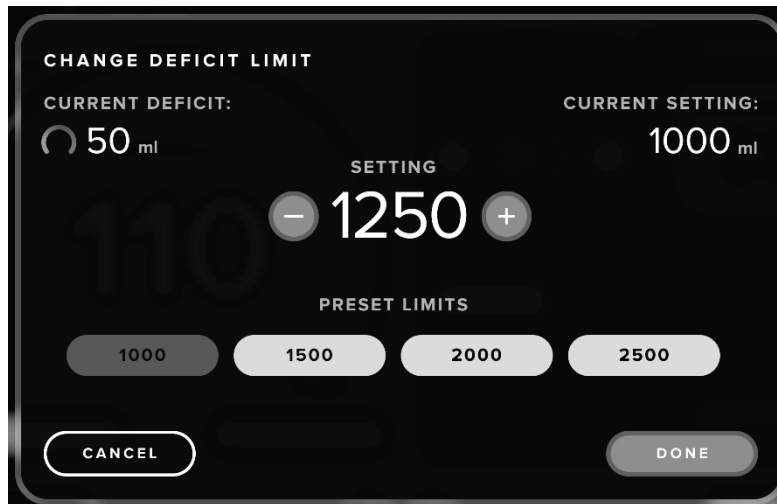 CHANGE DEFICIT LIMIT
CURRENT DEFICIT:
50 ml
CURRENT SETTING:
1000 ml
SETTING
− 1250 +
110
PRESET LIMITS
1000 1500 2000 2500
CANCEL DONE